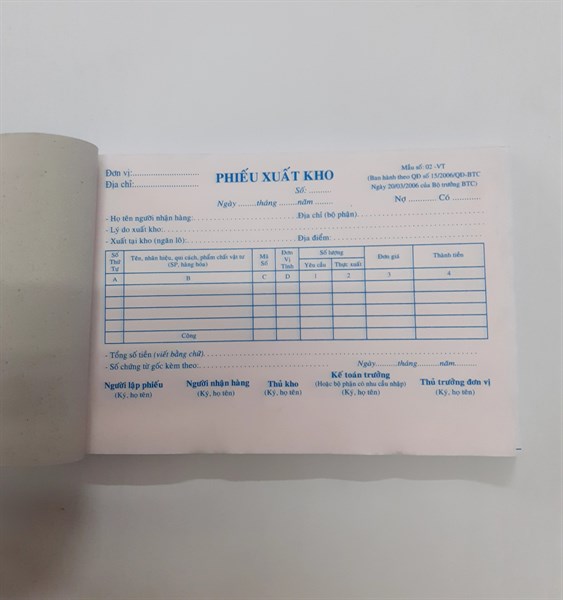 Đơn vị:........................
Địa chỉ:........................
PHIẾU XUẤT KHO
Số: .........
Ngày ........tháng ........năm ........
Mẫu số: 02 -VT
(Ban hành theo QĐ số 15/2006/QĐ-BTC
Ngày 20/03/2006 của Bộ trưởng BTC)
Nợ ........... Có ...........
- Họ tên người nhận hàng:........................Địa chỉ (bộ phận)........................
- Lý do xuất kho:........................
- Xuất tại kho (ngăn lô):........................Địa điểm:........................
Số Thứ Tự Tên, nhãn hiệu, qui cách, phẩm chất vật tư (SP, hàng hóa) Mã Số Đơn Vị Tính Số lượng Đơn giá Thành tiền
Yêu cầu Thực xuất
A B C D 1 2 3 4
Cộng
- Tổng số tiền (viết bằng chữ)........................
- Số chứng từ gốc kèm theo:........................
Ngày........tháng........năm........
Người lập phiếu Người nhận hàng Thủ kho Kế toán trưởng Thủ trưởng đơn vị
(Ký, họ tên) (Ký, họ tên) (Ký, họ tên) (Hoặc bộ phận có nhu cầu nhập) (Ký, họ tên)
(Ký, họ tên)